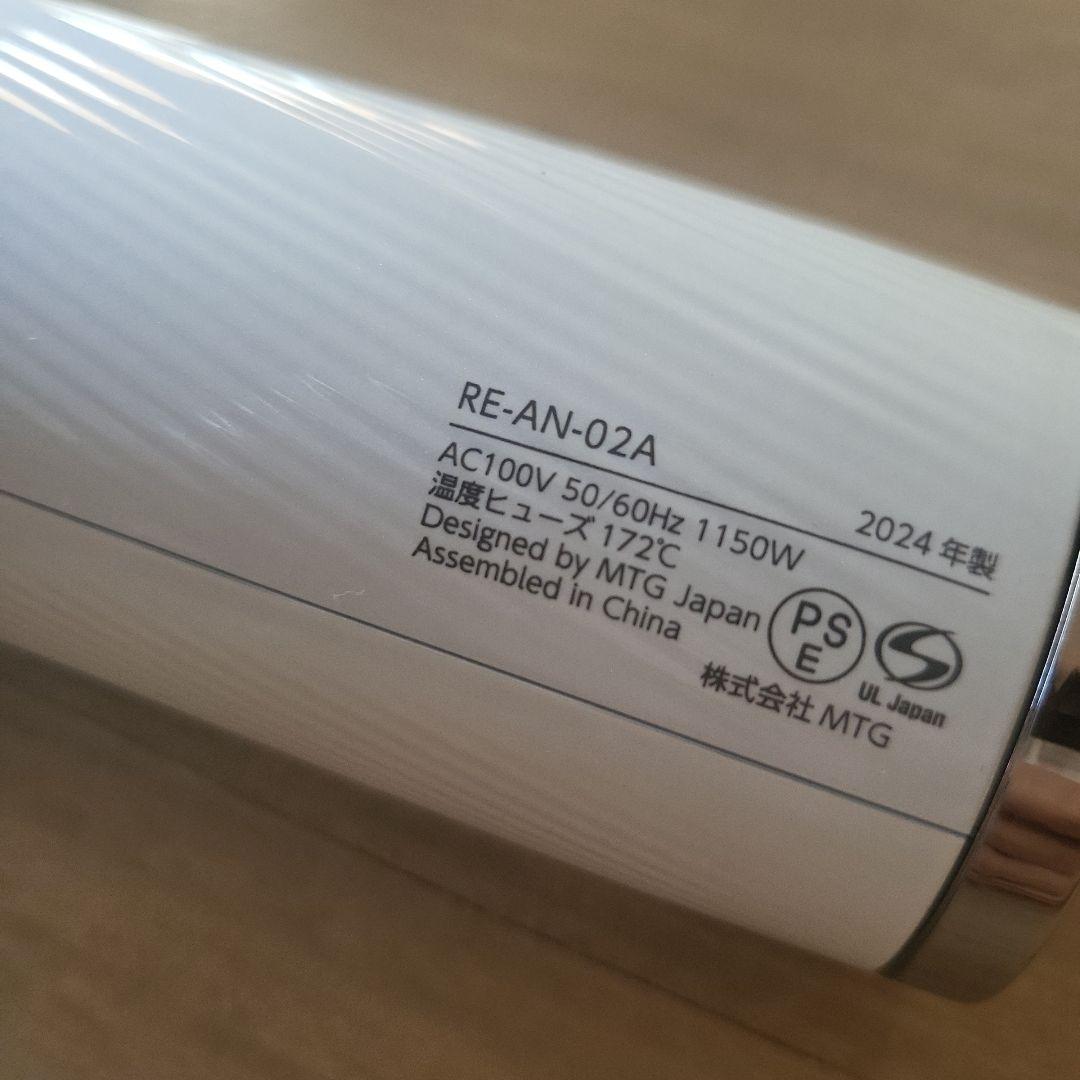 RE-AN-02A
2024 年製
AC100V 50/60Hz 1150W
温度ヒューズ 172℃
Designed by MTG Japan
Assembled in China
PS
E
UL Japan
株式会社 MTG